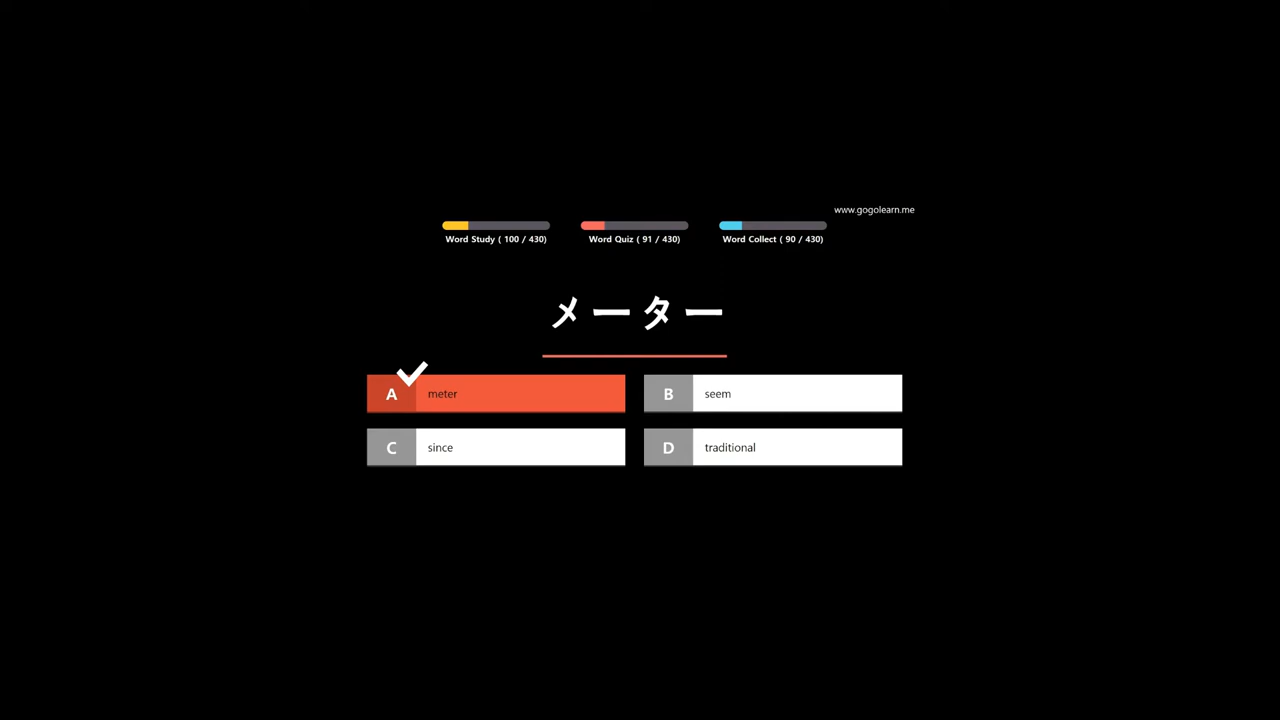 www.gogolearn.me
Word Study ( 100 / 430)
Word Quiz ( 91 / 430)
Word Collect ( 90 / 430)
メーター
A meter
B seem
C since
D traditional